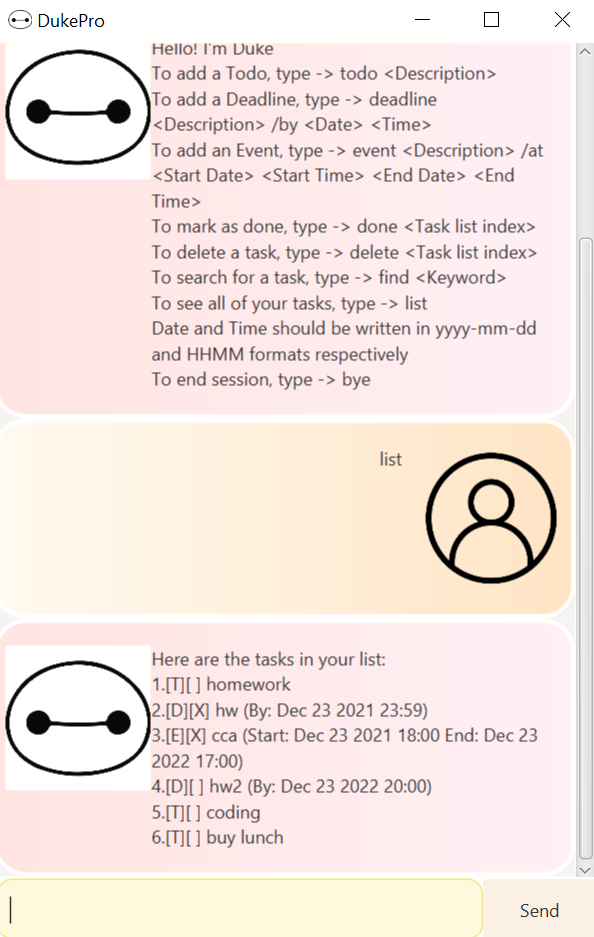 DukePro
Hello! I'm Duke
To add a Todo, type -> todo <Description>
To add a Deadline, type -> deadline
<Description> /by <Date> <Time>
To add an Event, type -> event <Description> /at
<Start Date> <Start Time> <End Date> <End
Time>
To mark as done, type -> done <Task list index>
To delete a task, type -> delete <Task list index>
To search for a task, type -> find <Keyword>
To see all of your tasks, type -> list
Date and Time should be written in yyyy-mm-dd
and HHMM formats respectively
To end session, type -> bye
list
Here are the tasks in your list:
1.[T][ ] homework
2.[D][X] hw (By: Dec 23 2021 23:59)
3.[E][X] cca (Start: Dec 23 2021 18:00 End: Dec 23
2022 17:00)
4.[D][ ] hw2 (By: Dec 23 2022 20:00)
5.[T][ ] coding
6.[T][ ] buy lunch
Send